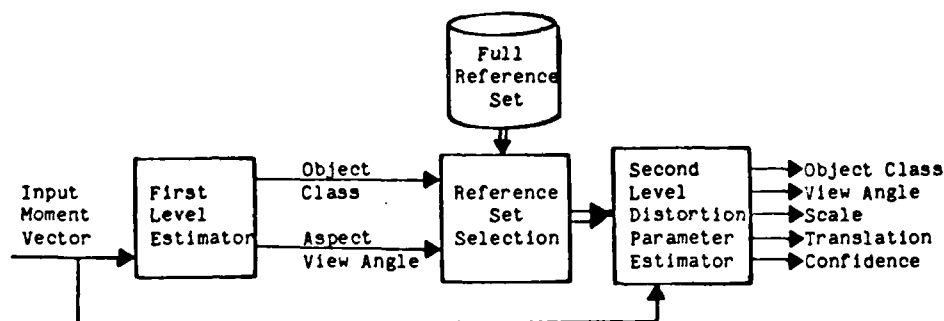 Full
Reference
Set
Input
Moment
Vector
First
Level
Estimator
Object
Class
Aspect
View Angle
Reference
Set
Selection
Second
Level
Distortion
Parameter
Estimator
Object Class
View Angle
Scale
Translation
Confidence